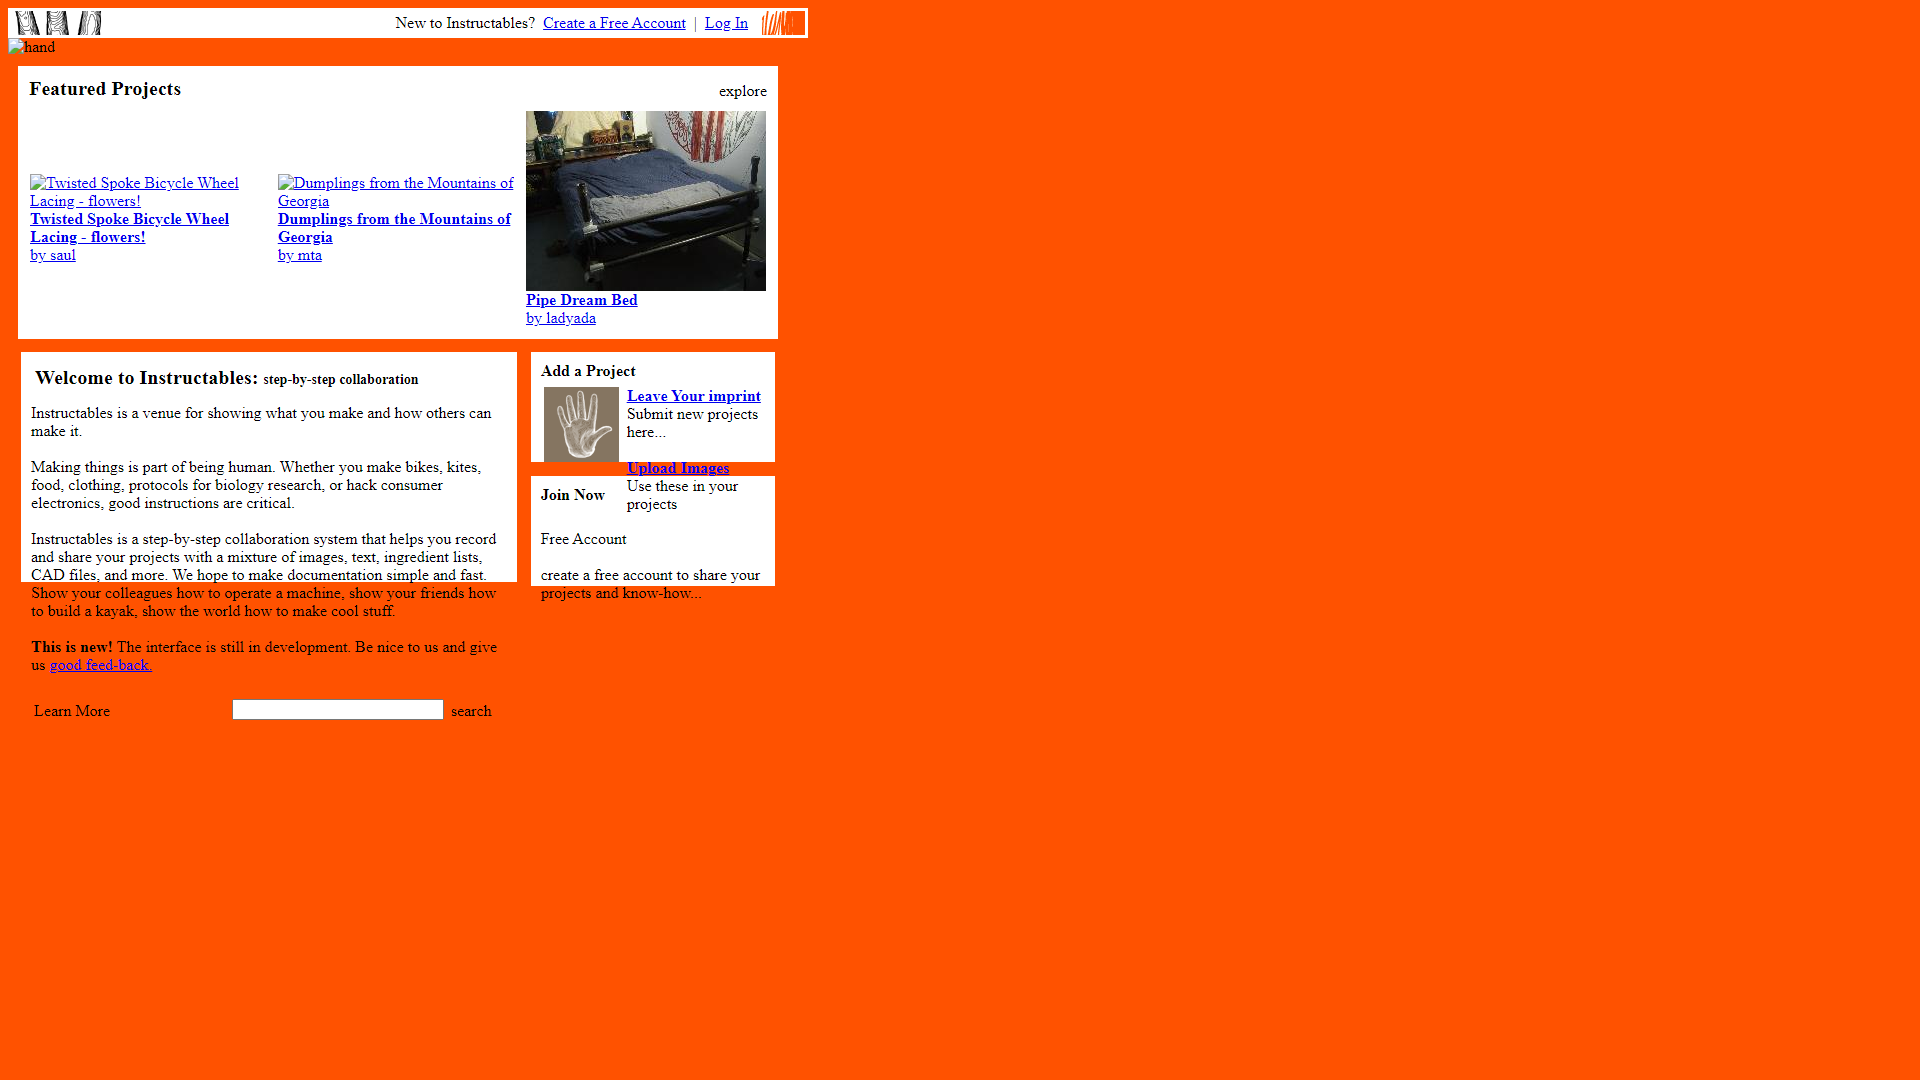 New to Instructables? Create a Free Account | Log In
hand
Featured Projects
explore
Twisted Spoke Bicycle Wheel
Lacing - flowers!
Twisted Spoke Bicycle Wheel
Lacing - flowers!
by saul
Dumplings from the Mountains of
Georgia
Dumplings from the Mountains of
Georgia
by mta
Pipe Dream Bed
by ladyada
Welcome to Instructables: step-by-step collaboration
Instructables is a venue for showing what you make and how others can
make it.
Making things is part of being human. Whether you make bikes, kites,
food, clothing, protocols for biology research, or hack consumer
electronics, good instructions are critical.
Instructables is a step-by-step collaboration system that helps you record
and share your projects with a mixture of images, text, ingredient lists,
CAD files, and more. We hope to make documentation simple and fast.
Show your colleagues how to operate a machine, show your friends how
to build a kayak, show the world how to make cool stuff.
This is new! The interface is still in development. Be nice to us and give
us good feed-back.
Learn More
search
Add a Project
Leave Your imprint
Submit new projects
here...
Upload Images
Use these in your
projects
Join Now
Free Account
create a free account to share your
projects and know-how...